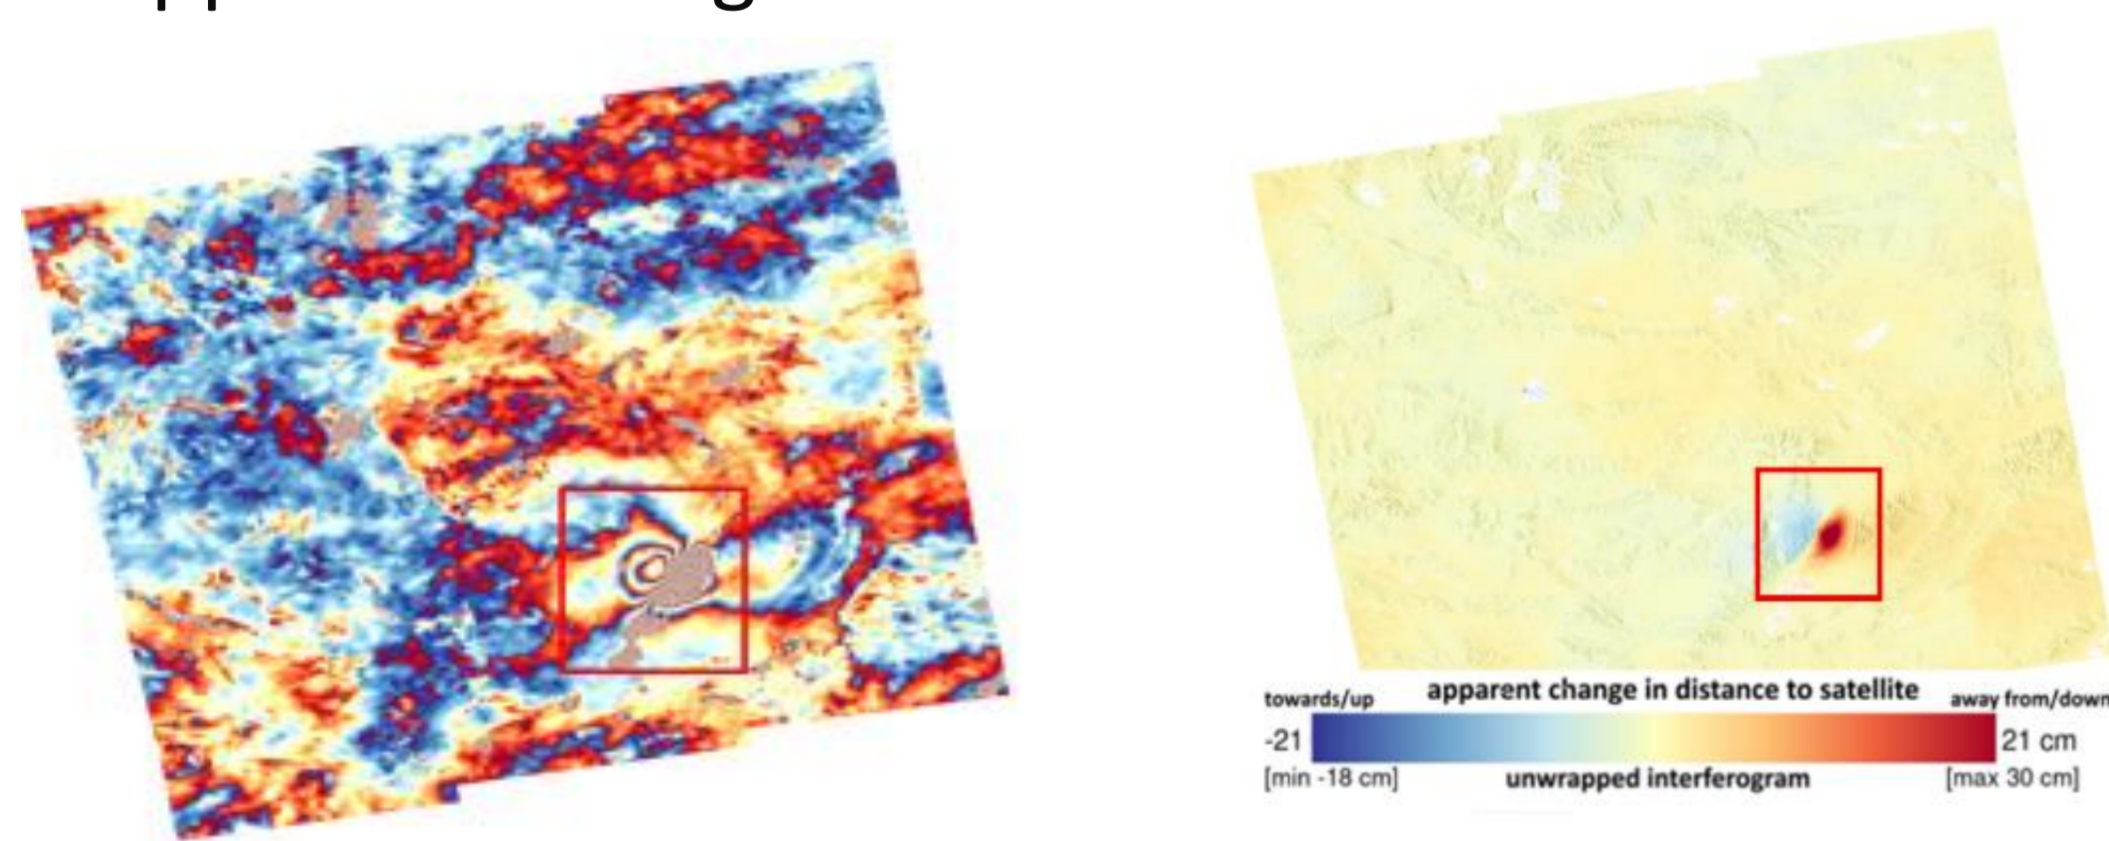 towards/up apparent change in distance to satellite away from/down
-21 21 cm
[min -18 cm] unwrapped interferogram [max 30 cm]